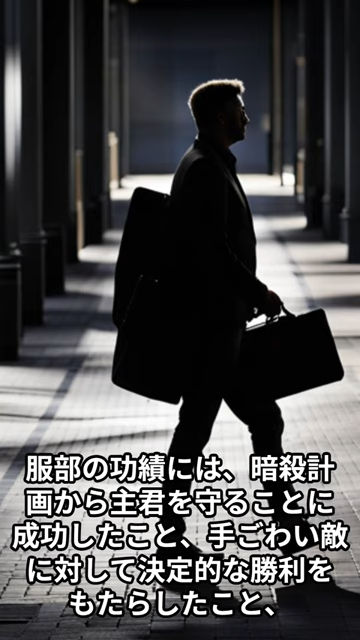 服部の功績には、暗殺計
画から主君を守ることに
成功したこと、手ごわい敵
に対して決定的な勝利を
もたらしたこと、